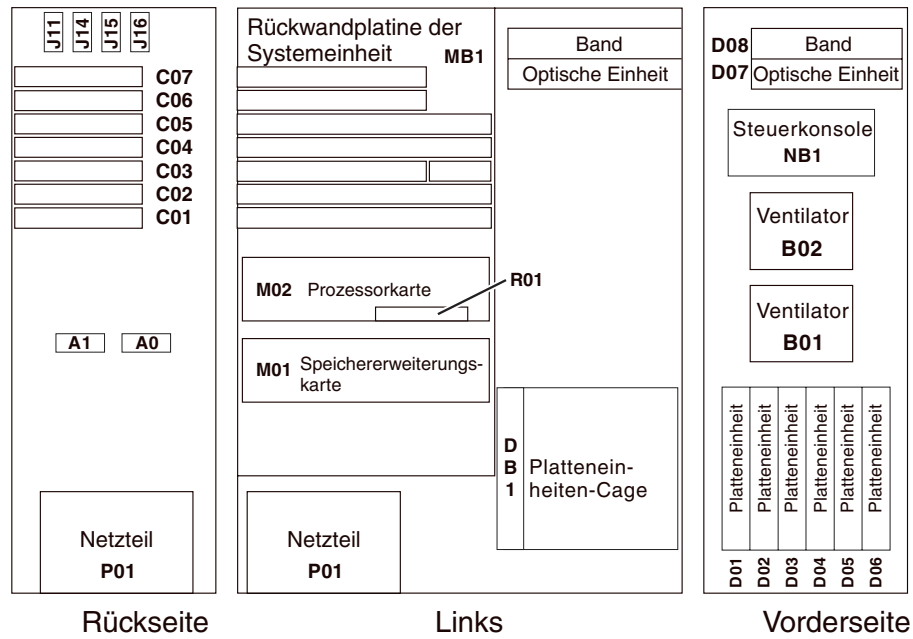 J11 J14 J15 J16
C07
C06
C05
C04
C03
C02
C01
A1 A0
Netzteil
P01
Rückseite
Rückwandplatine der
Systemeinheit MB1
Band
Optische Einheit
M02 Prozessorkarte
R01
M01 Speichererweiterungs-
karte
D
B
1
Plattenein-
heiten-Cage
Netzteil
P01
Links
D08 Band
D07 Optische Einheit
Steuerkonsole
NB1
Ventilator
B02
Ventilator
B01
Platteneinheit Platteneinheit Platteneinheit Platteneinheit Platteneinheit Platteneinheit
D01 D02 D03 D04 D05 D06
Vorderseite